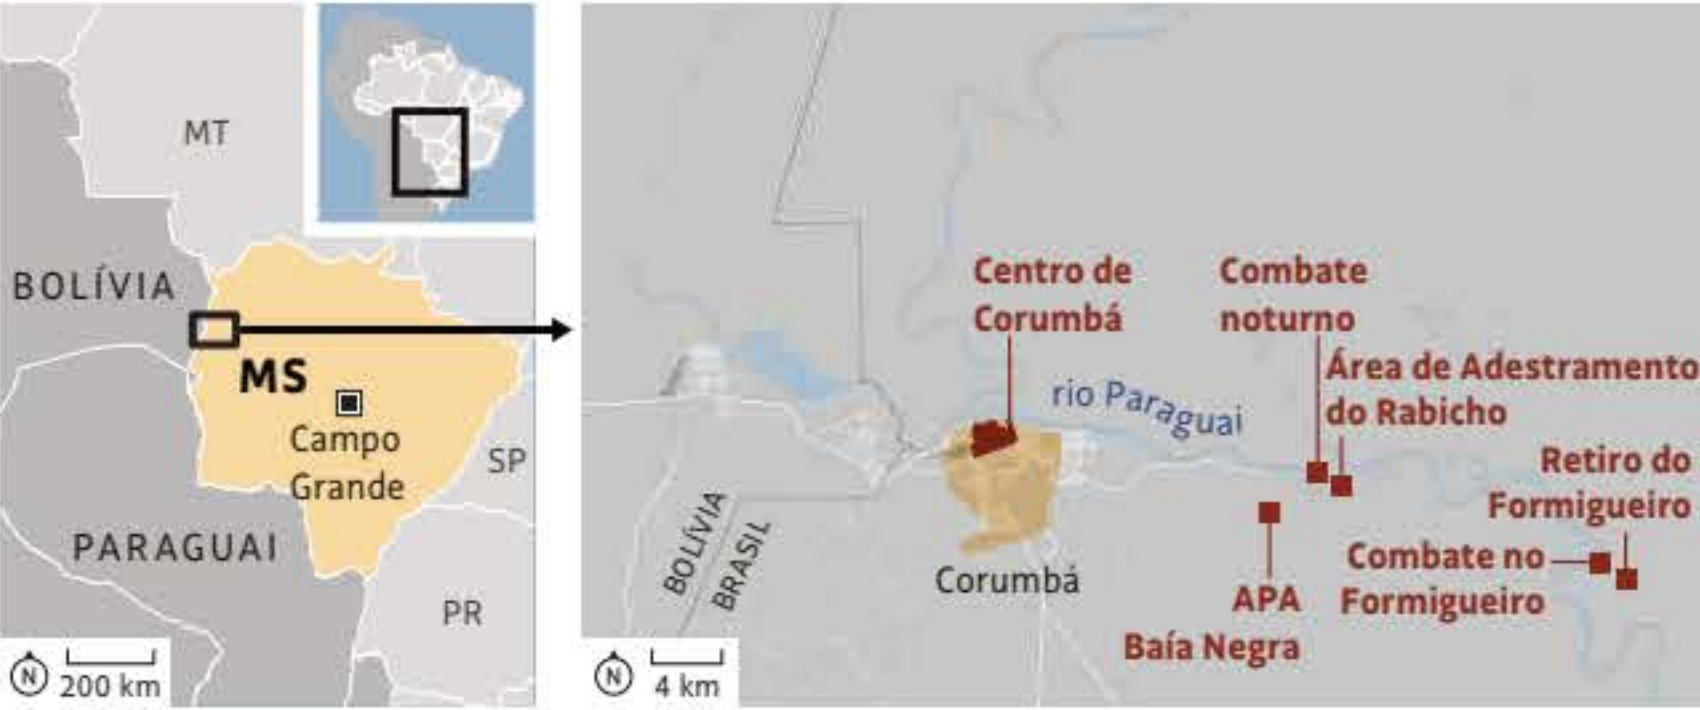 MT
BOLÍVIA
MS
Campo
Grande
SP
PARAGUAI
PR
N
200 km
Centro de
Corumbá
Combate
noturno
Área de Adestramento
do Rabicho
rio Paraguai
Retiro do
Formigueiro
Combate no
Formigueiro
APA
Baía Negra
Corumbá
BOLÍVIA
BRASIL
N
4 km